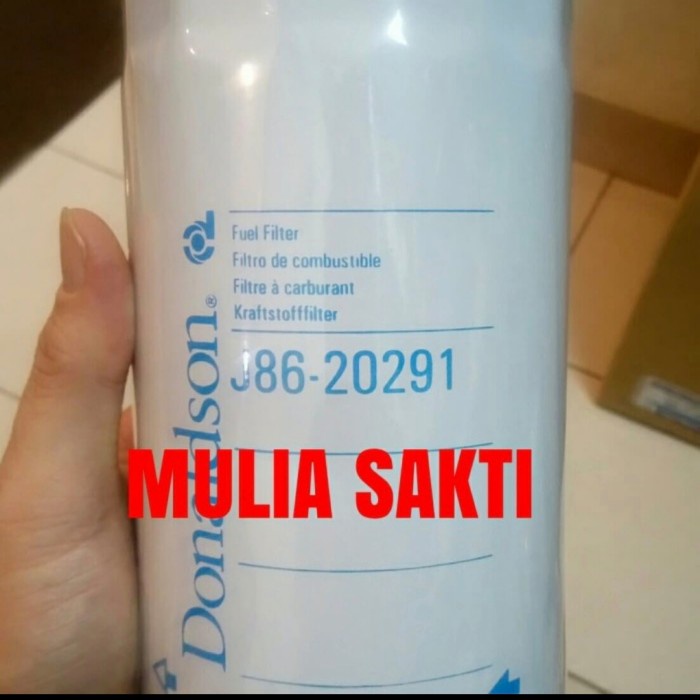 Fuel Filter
Filtro de combustible
Filtre à carburant
Kraftstofffilter
J86-20291
Donaldson®
MULIA SAKTI